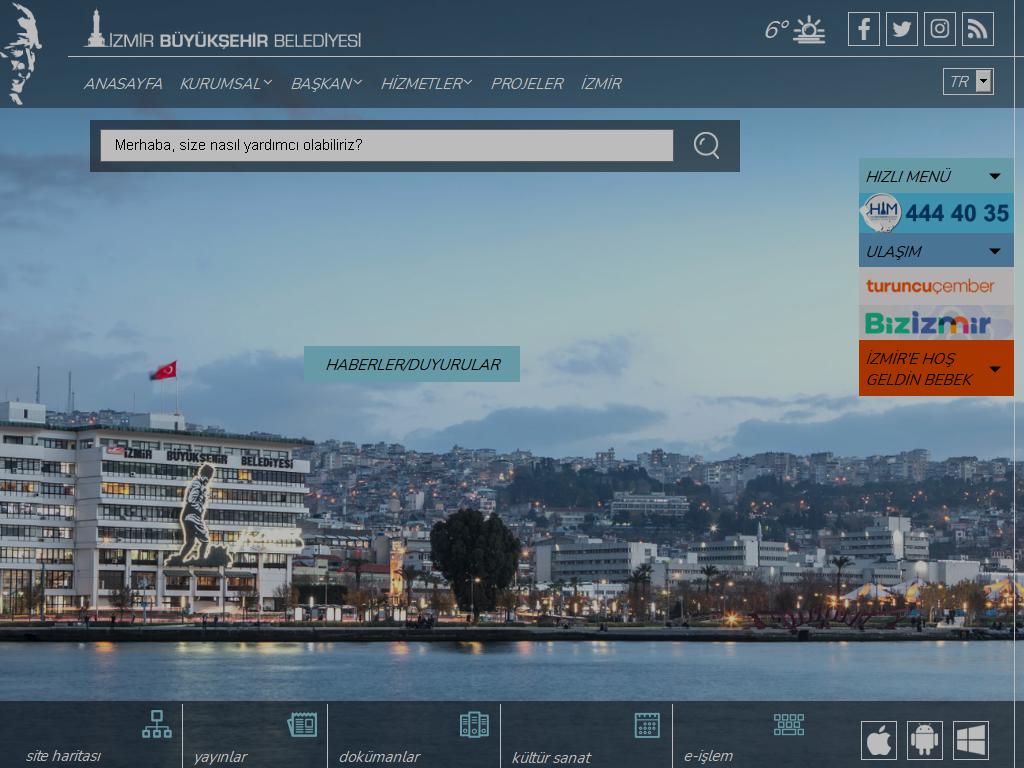 İZMİR BÜYÜKŞEHİR BELEDİYESİ
6°
ANASAYFA KURUMSAL BAŞKAN HİZMETLER PROJELER İZMİR
TR
Merhaba, size nasıl yardımcı olabiliriz?
HIZLI MENÜ
HİM 444 40 35
ULAŞIM
turuncuçember
Bizizmir
HABERLER/DUYURULAR
İZMİR'E HOŞ
GELDİN BEBEK
İZMİR BÜYÜKŞEHİR BELEDİYESİ
site haritası
yayınlar
dokümanlar
kültür sanat
e-işlem